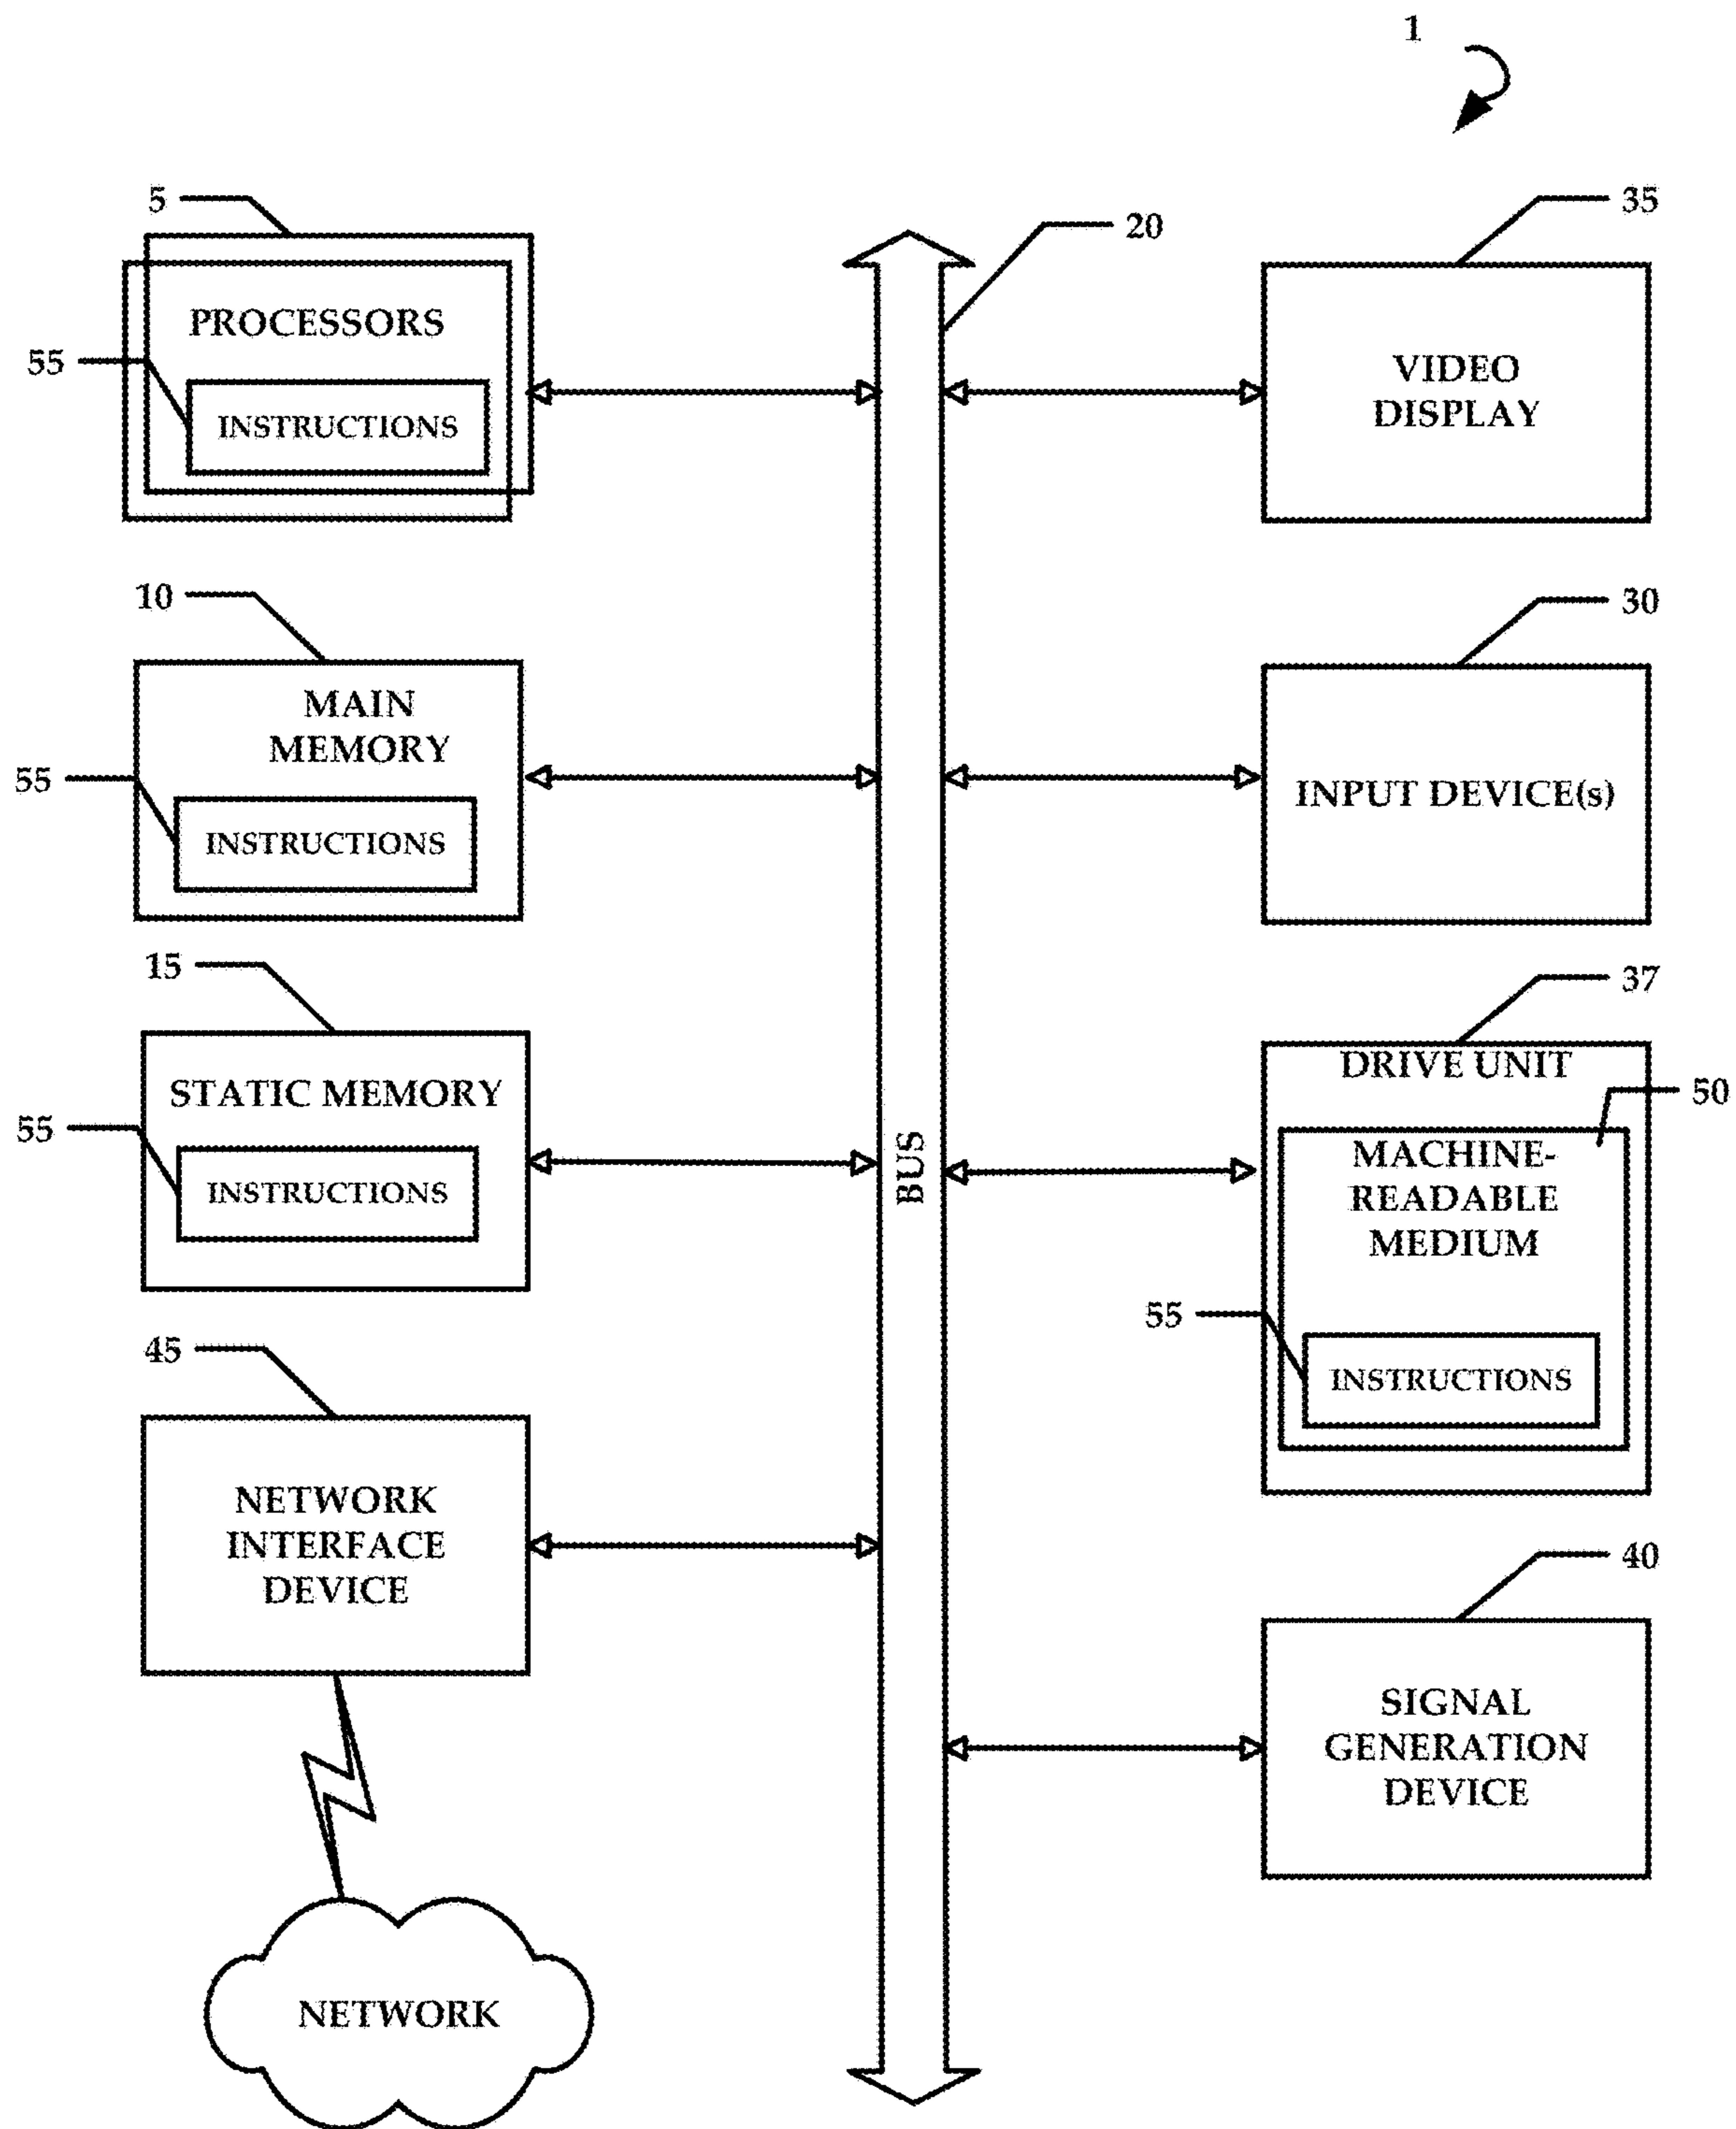 1
5
PROCESSORS
55
INSTRUCTIONS
10
MAIN
MEMORY
55
INSTRUCTIONS
15
STATIC MEMORY
55
INSTRUCTIONS
45
NETWORK
INTERFACE
DEVICE
NETWORK
20
BUS
35
VIDEO
DISPLAY
30
INPUT DEVICE(s)
37
DRIVE UNIT
50
MACHINE-
READABLE
MEDIUM
55
INSTRUCTIONS
40
SIGNAL
GENERATION
DEVICE